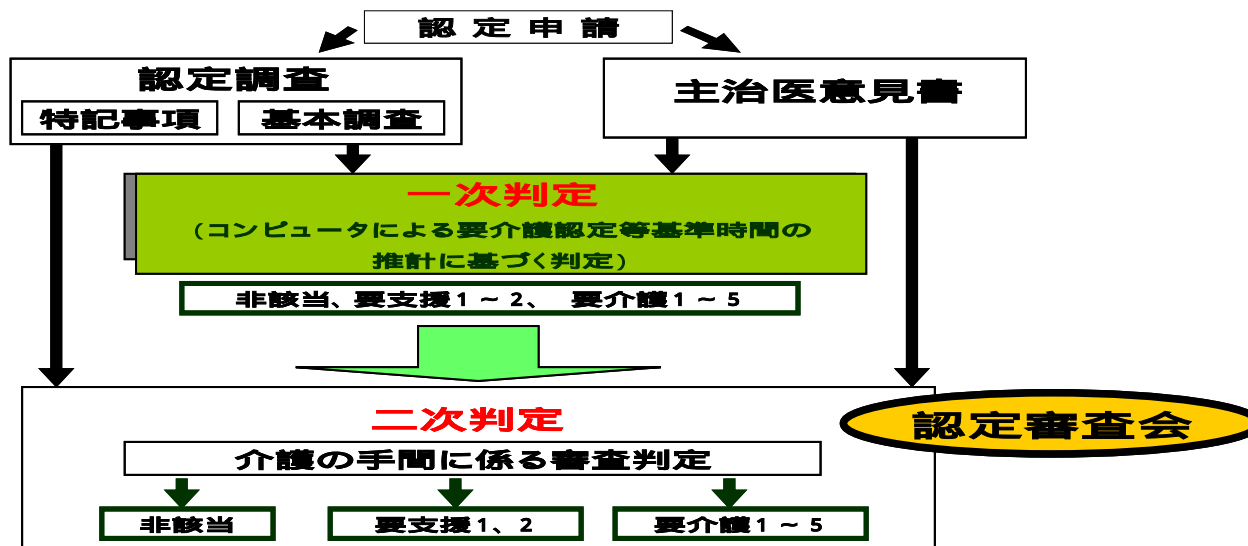 認定申請
認定調査
特記事項
基本調査
主治医意見書
一次判定
(コンピュータによる要介護認定等基準時間の
推計に基づく判定)
非該当、要支援1～2、 要介護1～5
二次判定
認定審査会
介護の手間に係る審査判定
非該当
要支援1、2
要介護1～5